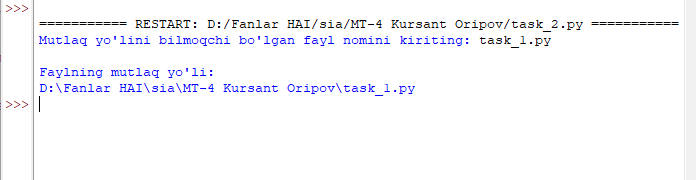 >>>
=========== RESTART: D:/Fanlar HAI/sia/MT-4 Kursant Oripov/task_2.py ===========
Mutlaq yo'lini bilmoqchi bo'lgan fayl nomini kiriting: task_1.py
Faylning mutlaq yo'li:
D:\Fanlar HAI\sia\MT-4 Kursant Oripov\task_1.py
>>>